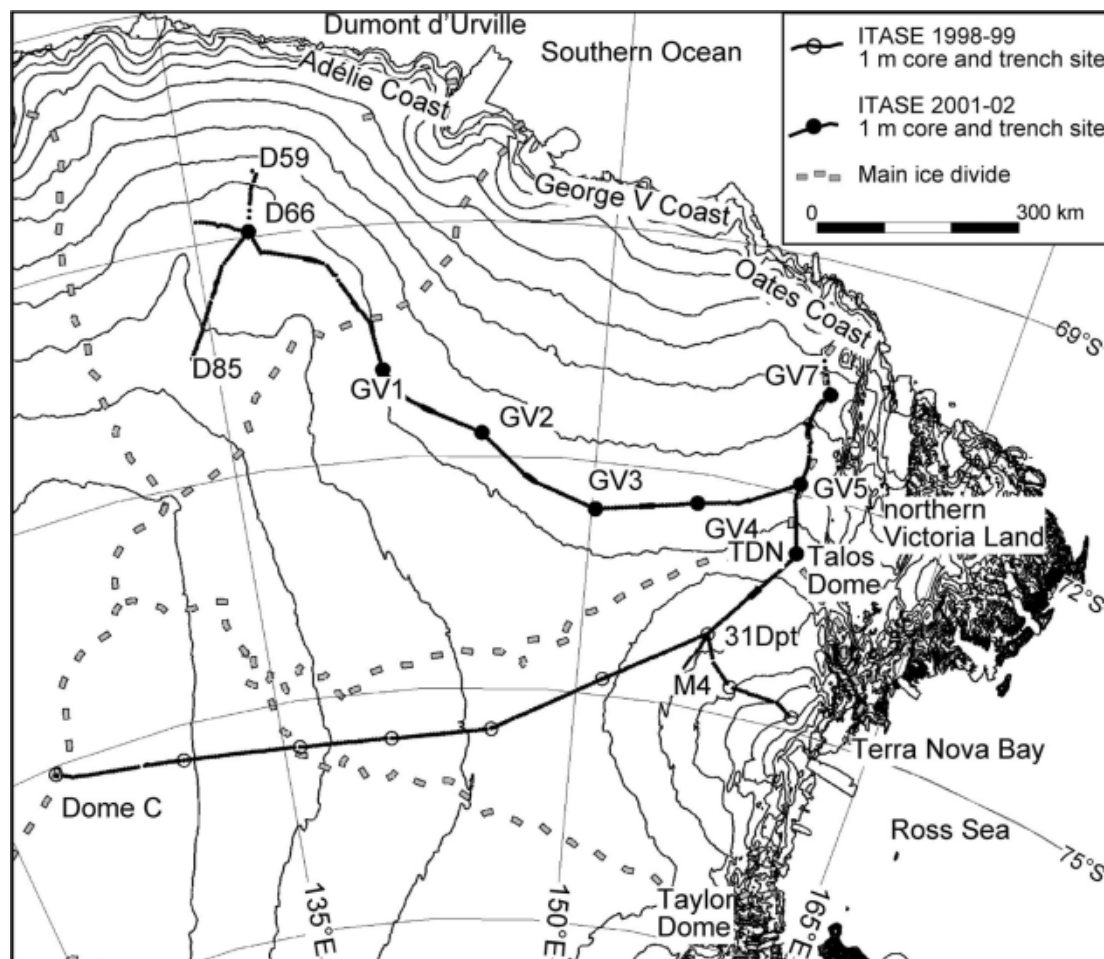 Dumont d'Urville
Southern Ocean
Adélie Coast
ITASE 1998-99
1 m core and trench site
ITASE 2001-02
1 m core and trench site
Main ice divide
0 300 km
D59
D66
George V Coast
Oates Coast
69°S
D85
GV1
GV7
GV2
GV3
GV5
GV4
northern
Victoria Land
TDN
Talos
Dome
72°S
31Dpt
M4
Terra Nova Bay
Dome C
Ross Sea
75°S
135°E
150°E
Taylor
Dome
165°E